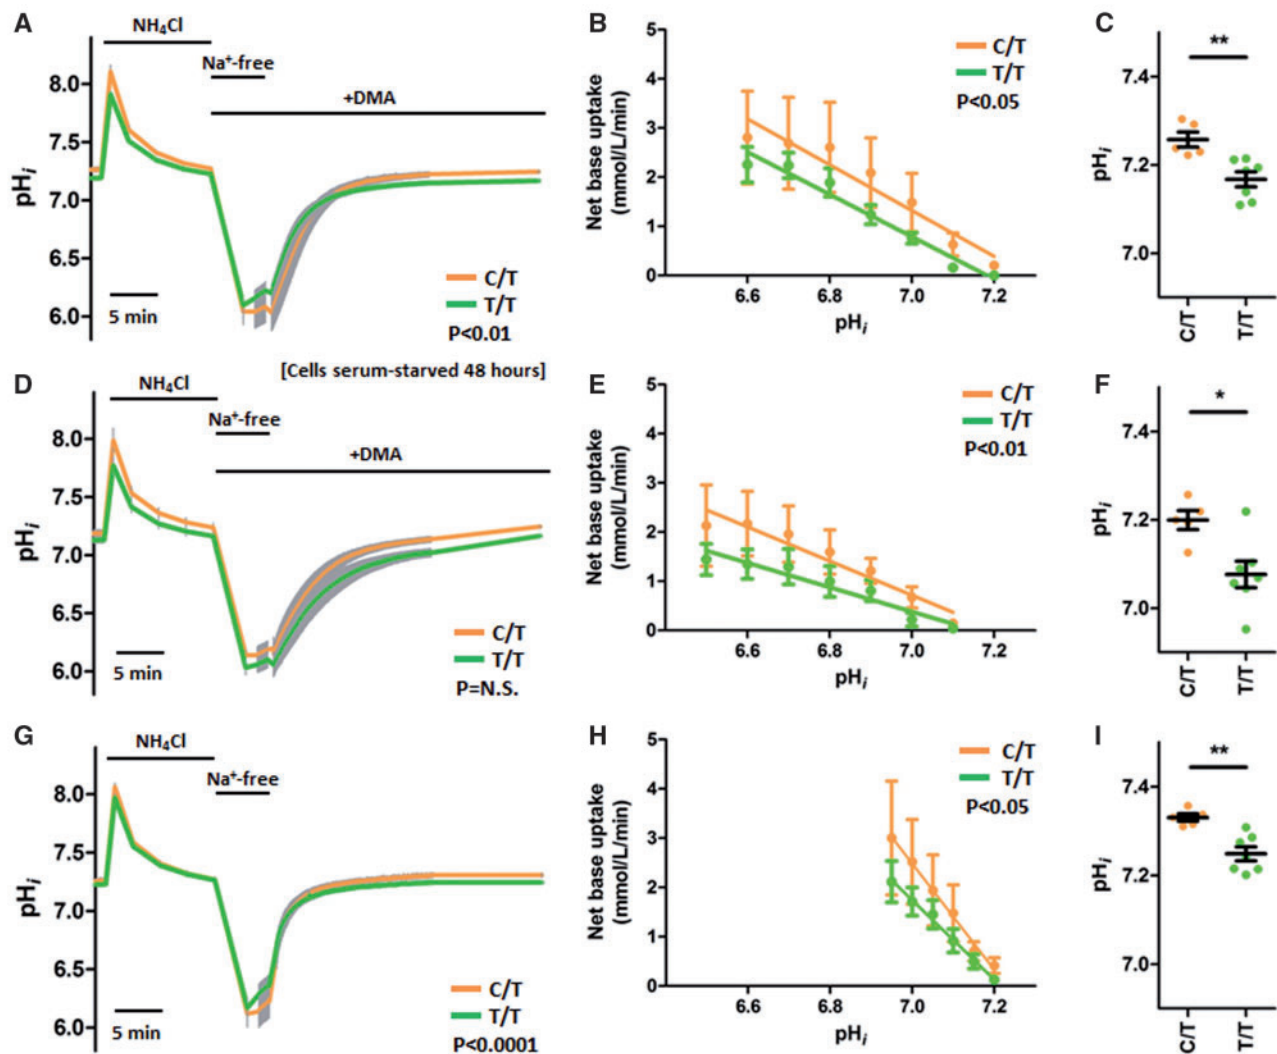 A
NH₄Cl
Na⁺-free
+DMA
8.0
7.5
7.0
6.5
6.0
pHi
5 min
C/T
T/T
P<0.01
B
5
4
3
2
1
0
Net base uptake
(mmol/L/min)
C/T
T/T
P<0.05
6.6
6.8
7.0
7.2
pHi
C
**
7.4
7.2
7.0
pHi
C/T
T/T
[Cells serum-starved 48 hours]
D
NH₄Cl
Na⁺-free
+DMA
8.0
7.5
7.0
6.5
6.0
pHi
5 min
C/T
T/T
P=N.S.
E
5
4
3
2
1
0
Net base uptake
(mmol/L/min)
C/T
T/T
P<0.01
6.6
6.8
7.0
7.2
pHi
F
*
7.4
7.2
7.0
pHi
C/T
T/T
G
NH₄Cl
Na⁺-free
8.0
7.5
7.0
6.5
6.0
pHi
5 min
C/T
T/T
P<0.0001
H
5
4
3
2
1
0
Net base uptake
(mmol/L/min)
C/T
T/T
P<0.05
6.6
6.8
7.0
7.2
pHi
I
**
7.4
7.2
7.0
pHi
C/T
T/T